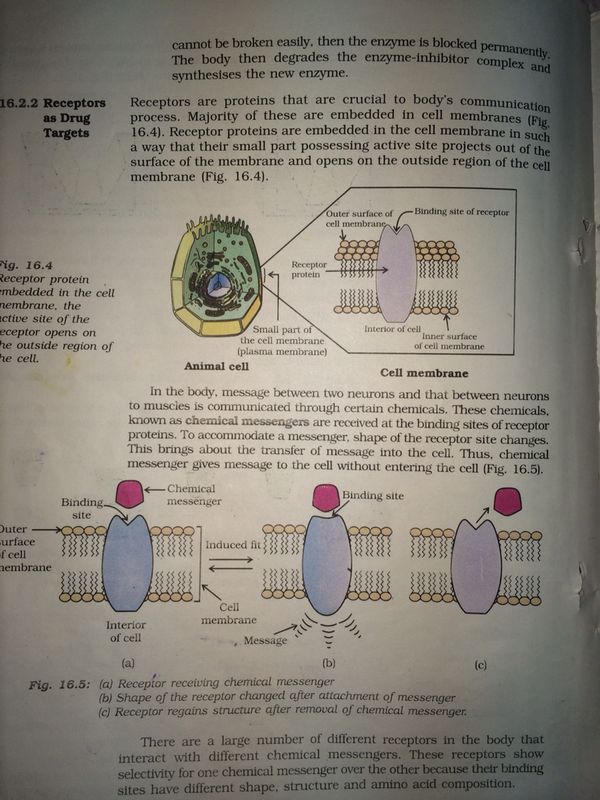 cannot be broken easily, then the enzyme is blocked permanently.
The body then degrades the enzyme-inhibitor complex and
synthesises the new enzyme.
16.2.2 Receptors
as Drug
Targets
Receptors are proteins that are crucial to body's communication
process. Majority of these are embedded in cell membranes (Fig.
16.4). Receptor proteins are embedded in the cell membrane in such
a way that their small part possessing active site projects out of the
surface of the membrane and opens on the outside region of the cell
membrane (Fig. 16.4).
Outer surface of
cell membrane
Binding site of receptor
Receptor
protein
Interior of cell
Inner surface
of cell membrane
Small part of
the cell membrane
(plasma membrane)
Animal cell
Cell membrane
Fig. 16.4
Receptor protein
embedded in the cell
membrane, the
active site of the
receptor opens on
the outside region of
the cell.
In the body, message between two neurons and that between neurons
to muscles is communicated through certain chemicals. These chemicals,
known as chemical messengers are received at the binding sites of receptor
proteins. To accommodate a messenger, shape of the receptor site changes.
This brings about the transfer of message into the cell. Thus, chemical
messenger gives message to the cell without entering the cell (Fig. 16.5).
Binding
site
Chemical
messenger
Binding site
Outer
surface
of cell
membrane
Induced fit
Cell
membrane
Interior
of cell
Message
(a)
(b)
(c)
Fig. 16.5: (a) Receptor receiving chemical messenger
(b) Shape of the receptor changed after attachment of messenger
(c) Receptor regains structure after removal of chemical messenger.
There are a large number of different receptors in the body that
interact with different chemical messengers. These receptors show
selectivity for one chemical messenger over the other because their binding
sites have different shape, structure and amino acid composition.